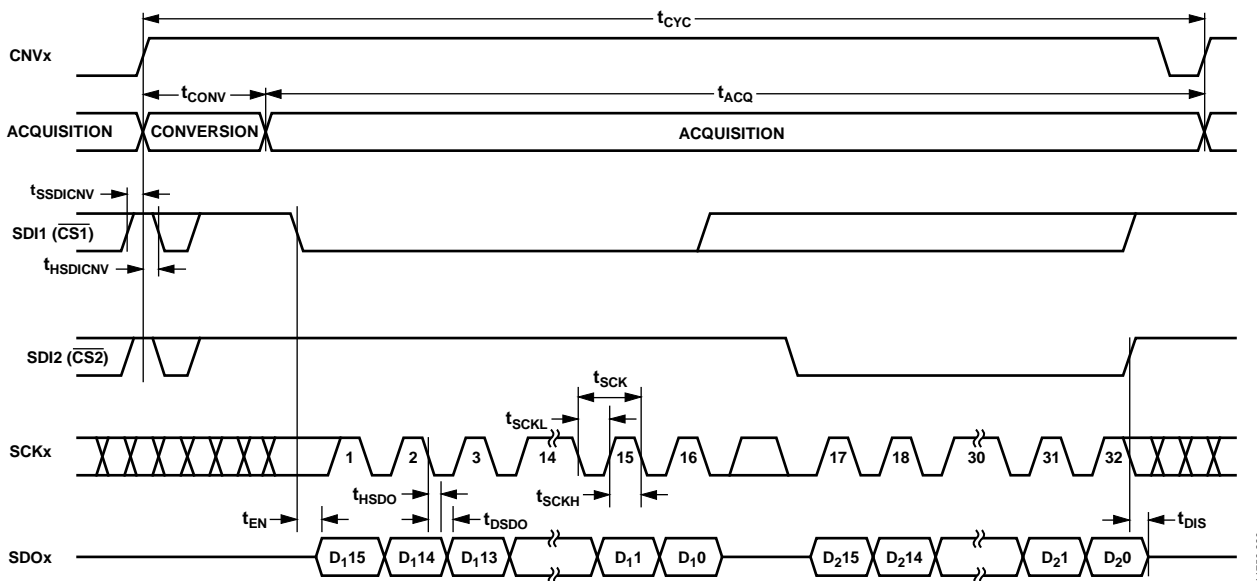 tCYC
CNVx
tCONV
tACQ
ACQUISITION
CONVERSION
ACQUISITION
tSSDICNV
SDI1 (CS1)
tHSDICNV
SDI2 (CS2)
tSCK
tSCKL
SCKx
1 2 3 14 15 16 17 18 30 31 32
tHSDO
tSCKH
tEN
tDSDO
tDIS
SDOx
D115 D114 D113 D11 D10 D215 D214 D21 D20